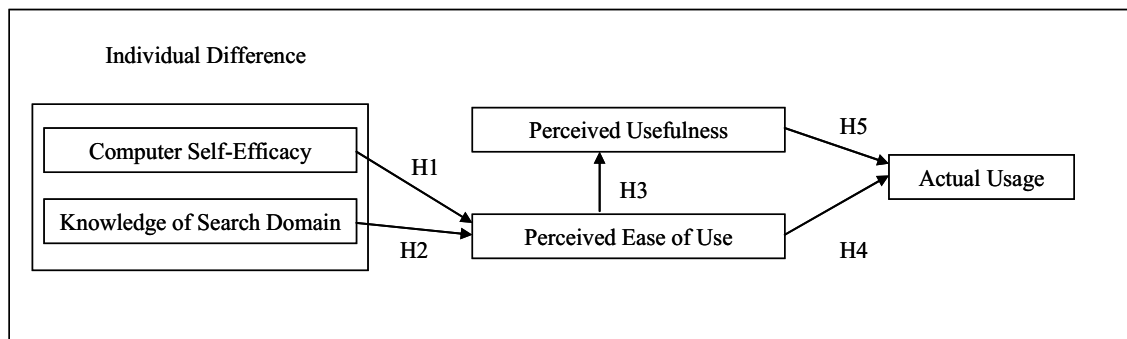 Individual Difference
Computer Self-Efficacy
Knowledge of Search Domain
H1
H2
Perceived Usefulness
H3
Perceived Ease of Use
H5
H4
Actual Usage